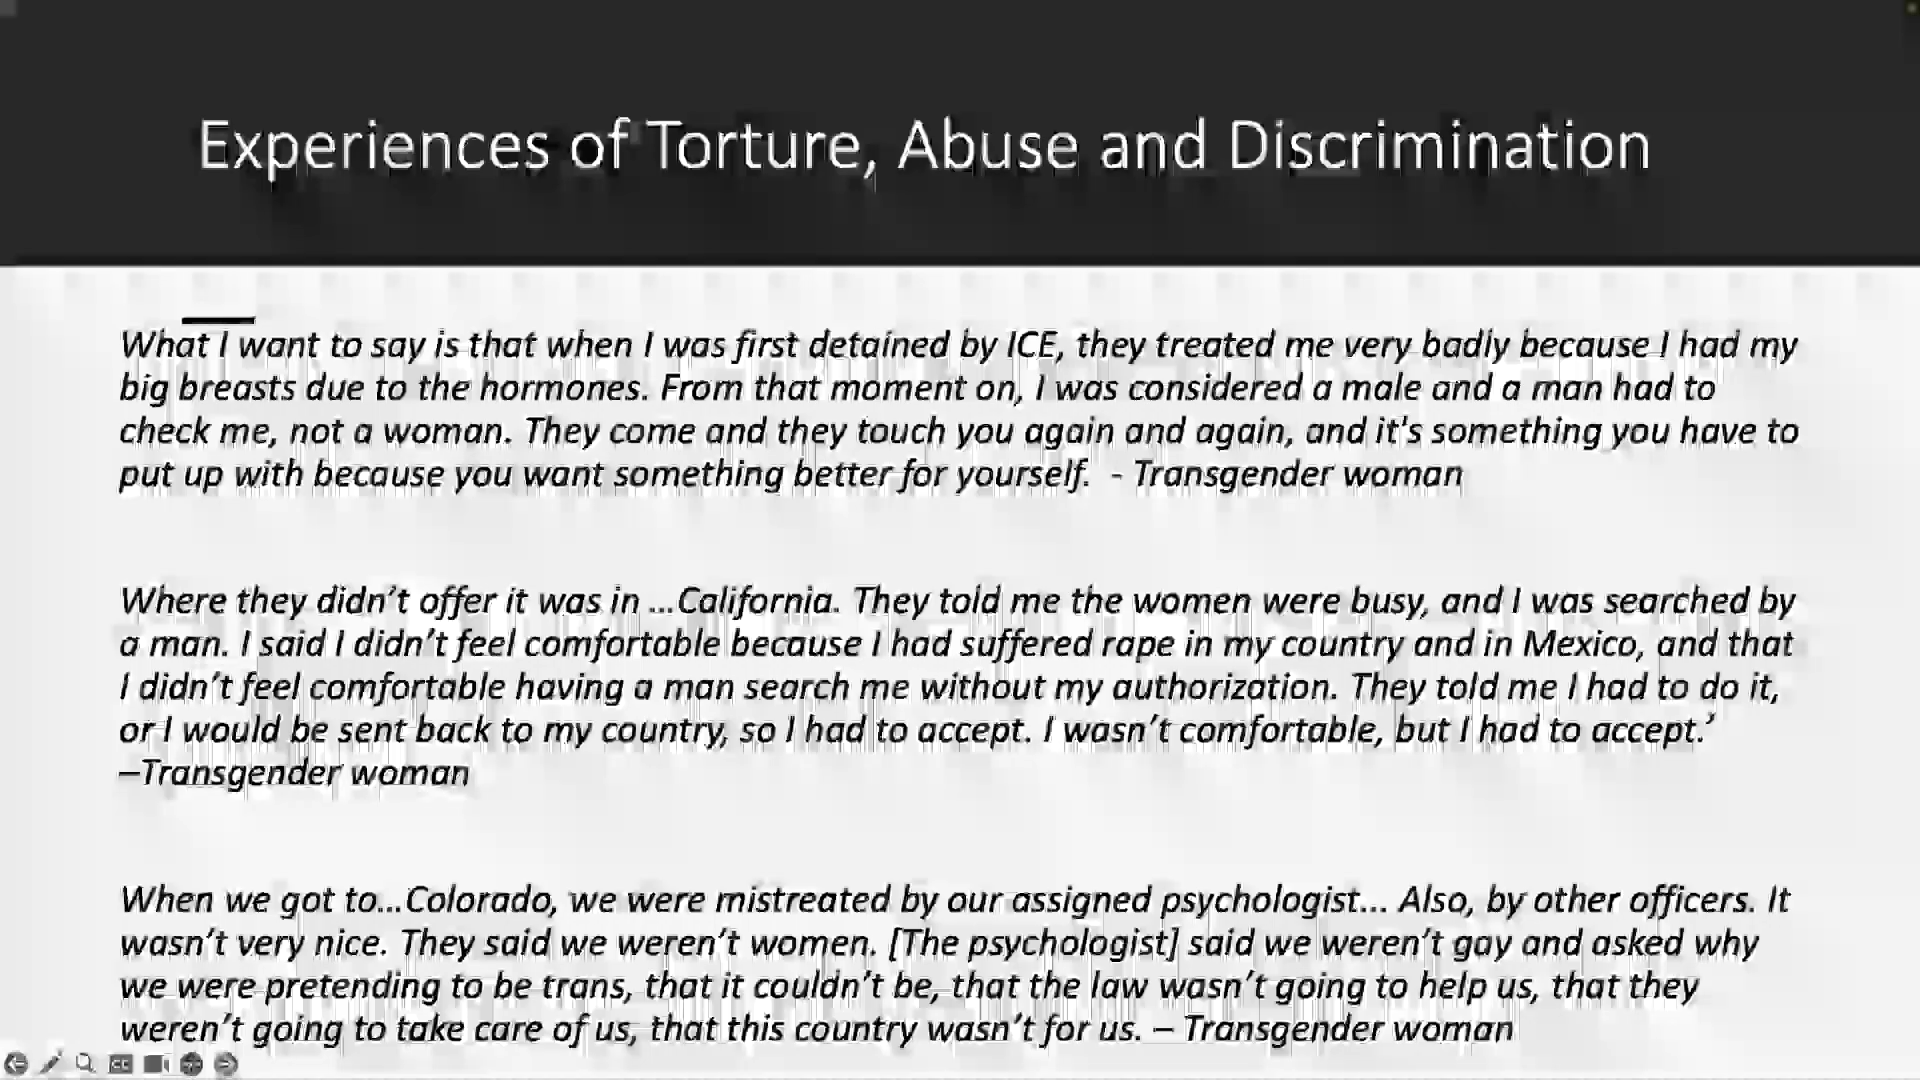 Experiences of Torture, Abuse and Discrimination
What I want to say is that when I was first detained by ICE, they treated me very badly because I had my
big breasts due to the hormones. From that moment on, I was considered a male and a man had to
check me, not a woman. They come and they touch you again and again, and it's something you have to
put up with because you want something better for yourself.  - Transgender woman
Where they didn’t offer it was in ...California. They told me the women were busy, and I was searched by
a man. I said I didn’t feel comfortable because I had suffered rape in my country and in Mexico, and that
I didn’t feel comfortable having a man search me without my authorization. They told me I had to do it,
or I would be sent back to my country, so I had to accept. I wasn’t comfortable, but I had to accept.’
–Transgender woman
When we got to...Colorado, we were mistreated by our assigned psychologist... Also, by other officers. It
wasn’t very nice. They said we weren’t women. [The psychologist] said we weren’t gay and asked why
we were pretending to be trans, that it couldn’t be, that the law wasn’t going to help us, that they
weren’t going to take care of us, that this country wasn’t for us. – Transgender woman
CC